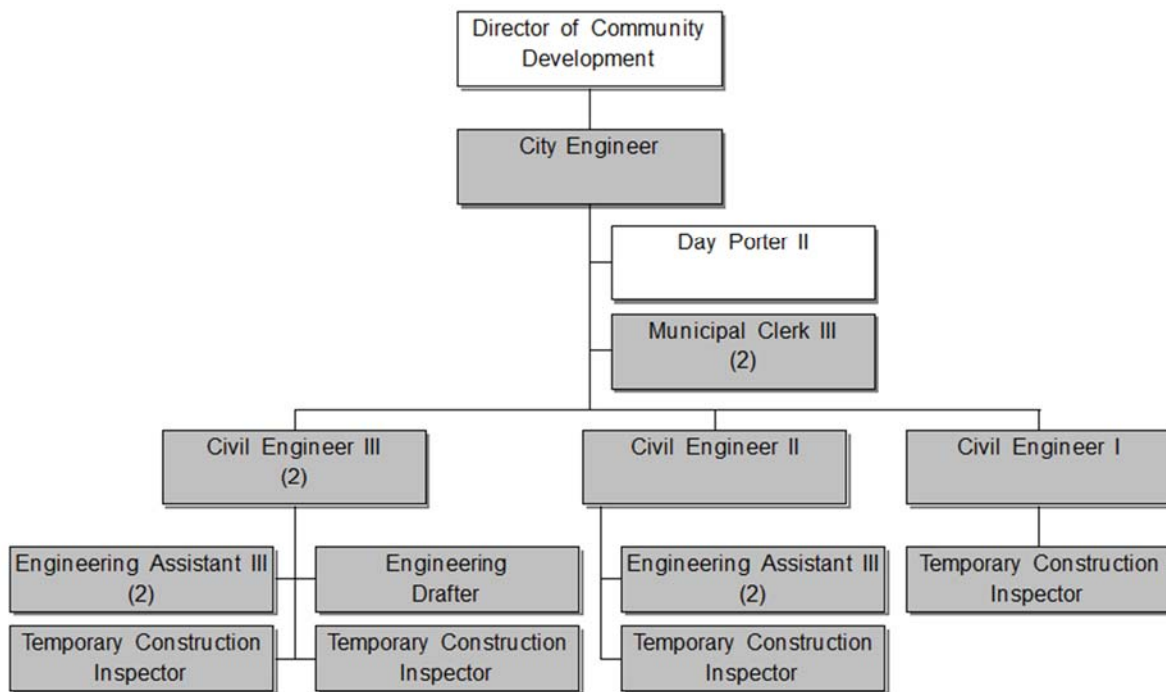 Director of Community
Development
City Engineer
Day Porter II
Municipal Clerk III
(2)
Civil Engineer III
(2)
Civil Engineer II
Civil Engineer I
Engineering Assistant III
(2)
Engineering
Drafter
Engineering Assistant III
(2)
Temporary Construction
Inspector
Temporary Construction
Inspector
Temporary Construction
Inspector
Temporary Construction
Inspector